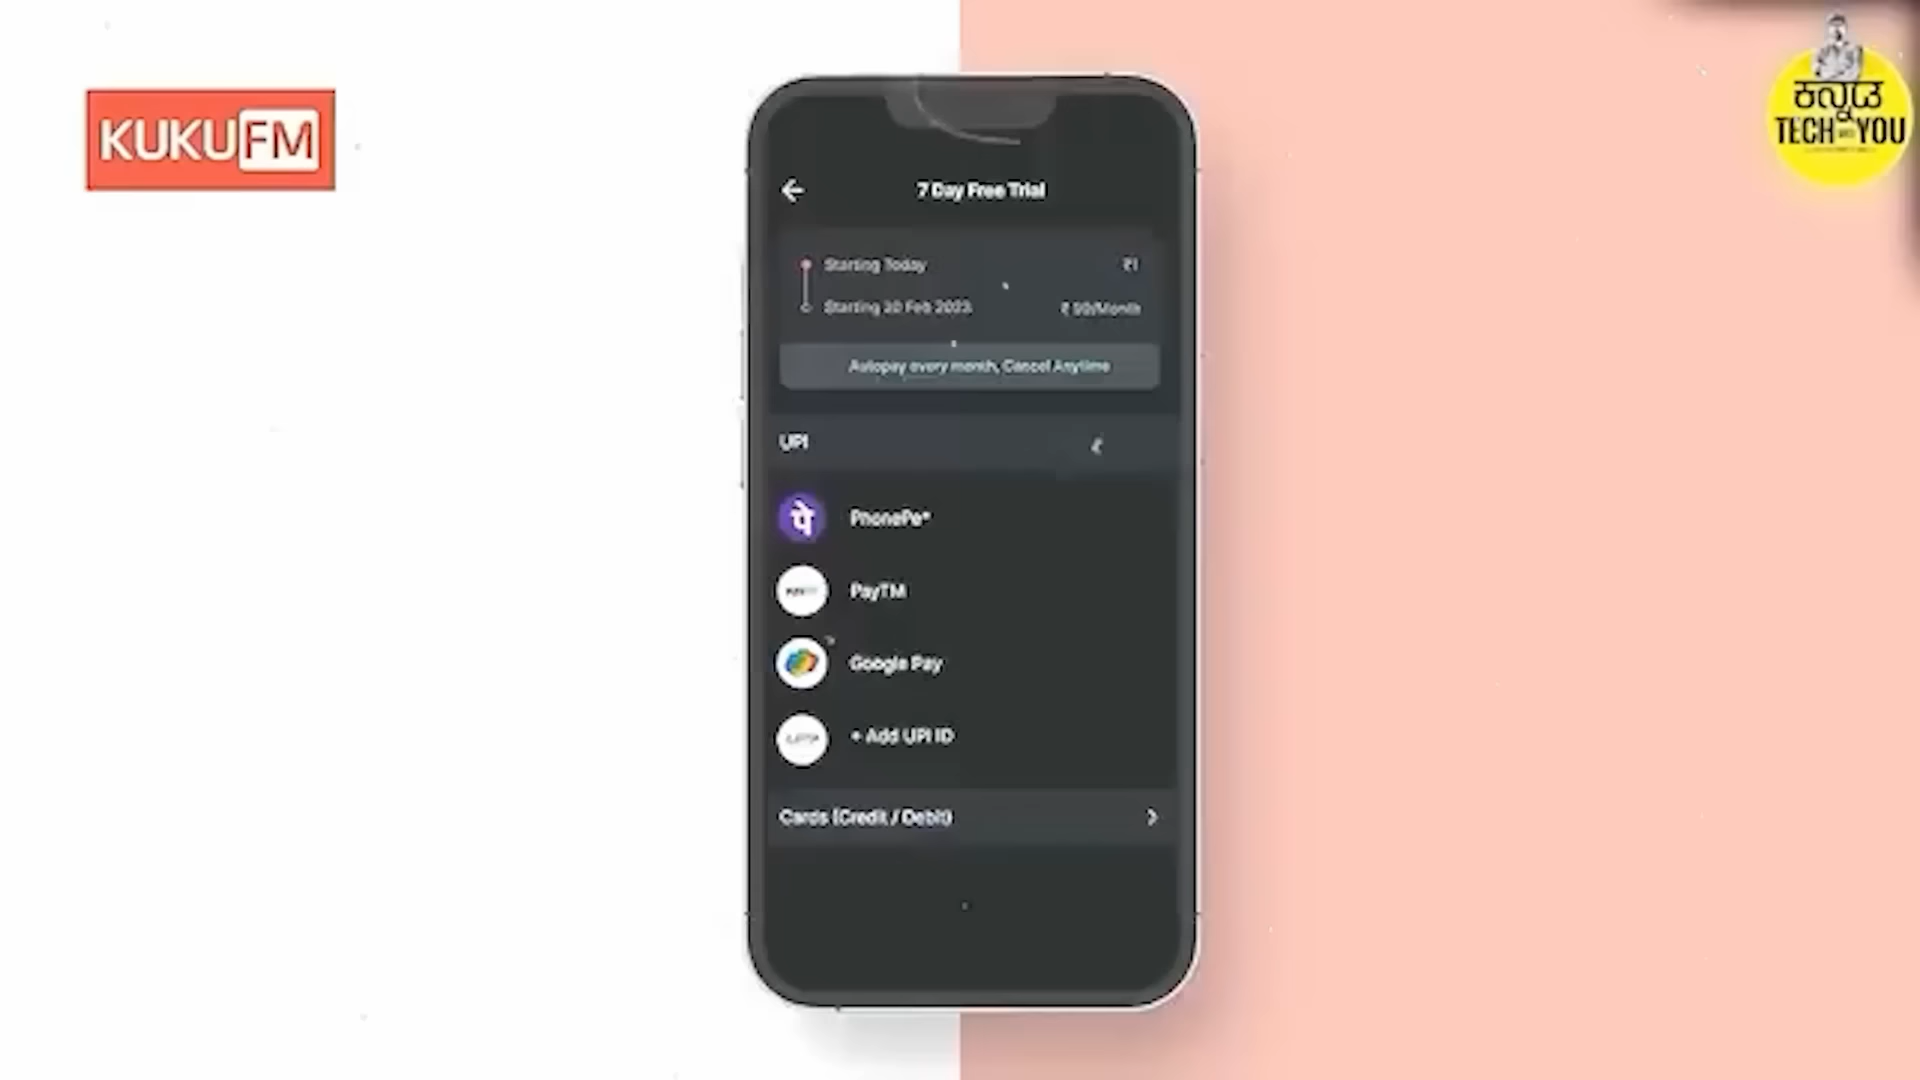 KUKU FM
ಕನ್ನಡ
TECH YOU
7 Day Free Trial
Starting Today ₹1
Starting 20 Feb 2023 ₹ 99/Month
Autopay every month, Cancel Anytime
UPI
पे PhonePe*
PayTM
Google Pay
+ Add UPI ID
Cards (Credit / Debit)